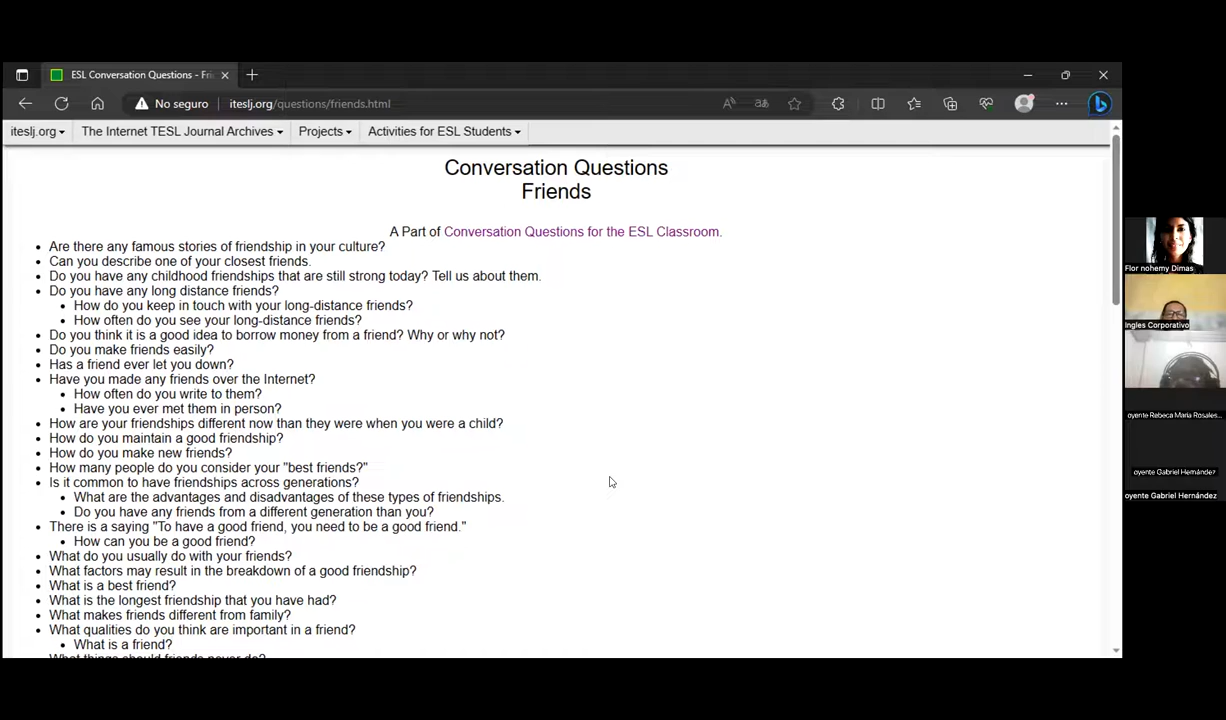 ESL Conversation Questions - Fri
No seguro
iteslj.org/questions/friends.html
iteslj.org
The Internet TESL Journal Archives
Projects
Activities for ESL Students
Conversation Questions
Friends
A Part of Conversation Questions for the ESL Classroom.
Are there any famous stories of friendship in your culture?
Can you describe one of your closest friends.
Do you have any childhood friendships that are still strong today? Tell us about them.
Do you have any long distance friends?
How do you keep in touch with your long-distance friends?
How often do you see your long-distance friends?
Do you think it is a good idea to borrow money from a friend? Why or why not?
Do you make friends easily?
Has a friend ever let you down?
Have you made any friends over the Internet?
How often do you write to them?
Have you ever met them in person?
How are your friendships different now than they were when you were a child?
How do you maintain a good friendship?
How do you make new friends?
How many people do you consider your "best friends?"
Is it common to have friendships across generations?
What are the advantages and disadvantages of these types of friendships.
Do you have any friends from a different generation than you?
There is a saying "To have a good friend, you need to be a good friend."
How can you be a good friend?
What do you usually do with your friends?
What factors may result in the breakdown of a good friendship?
What is a best friend?
What is the longest friendship that you have had?
What makes friends different from family?
What qualities do you think are important in a friend?
What is a friend?
What things should friends never do?
Flor nohemy Dimas
Ingles Corporativo
oyente Rebeca Maria Rosales...
oyente Gabriel Hernández
oyente Gabriel Hernández